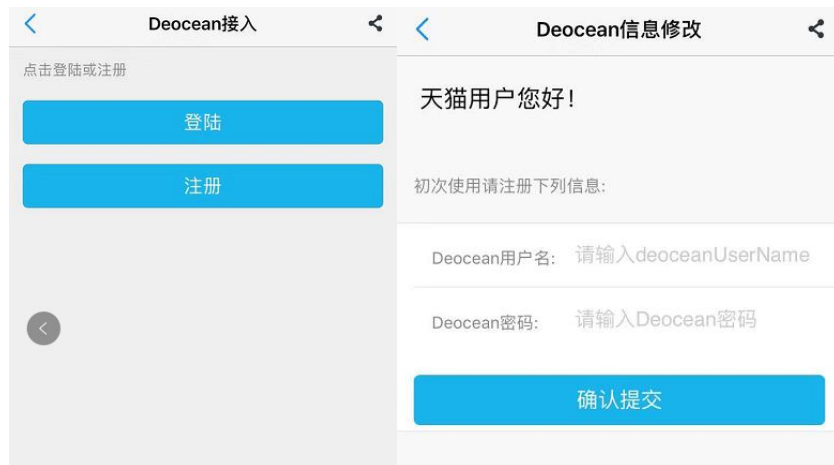 Deocean接入
点击登陆或注册
登陆
注册
Deocean信息修改
天猫用户您好！
初次使用请注册下列信息:
Deocean用户名: 请输入deoceanUserName
Deocean密码: 请输入Deocean密码
确认提交